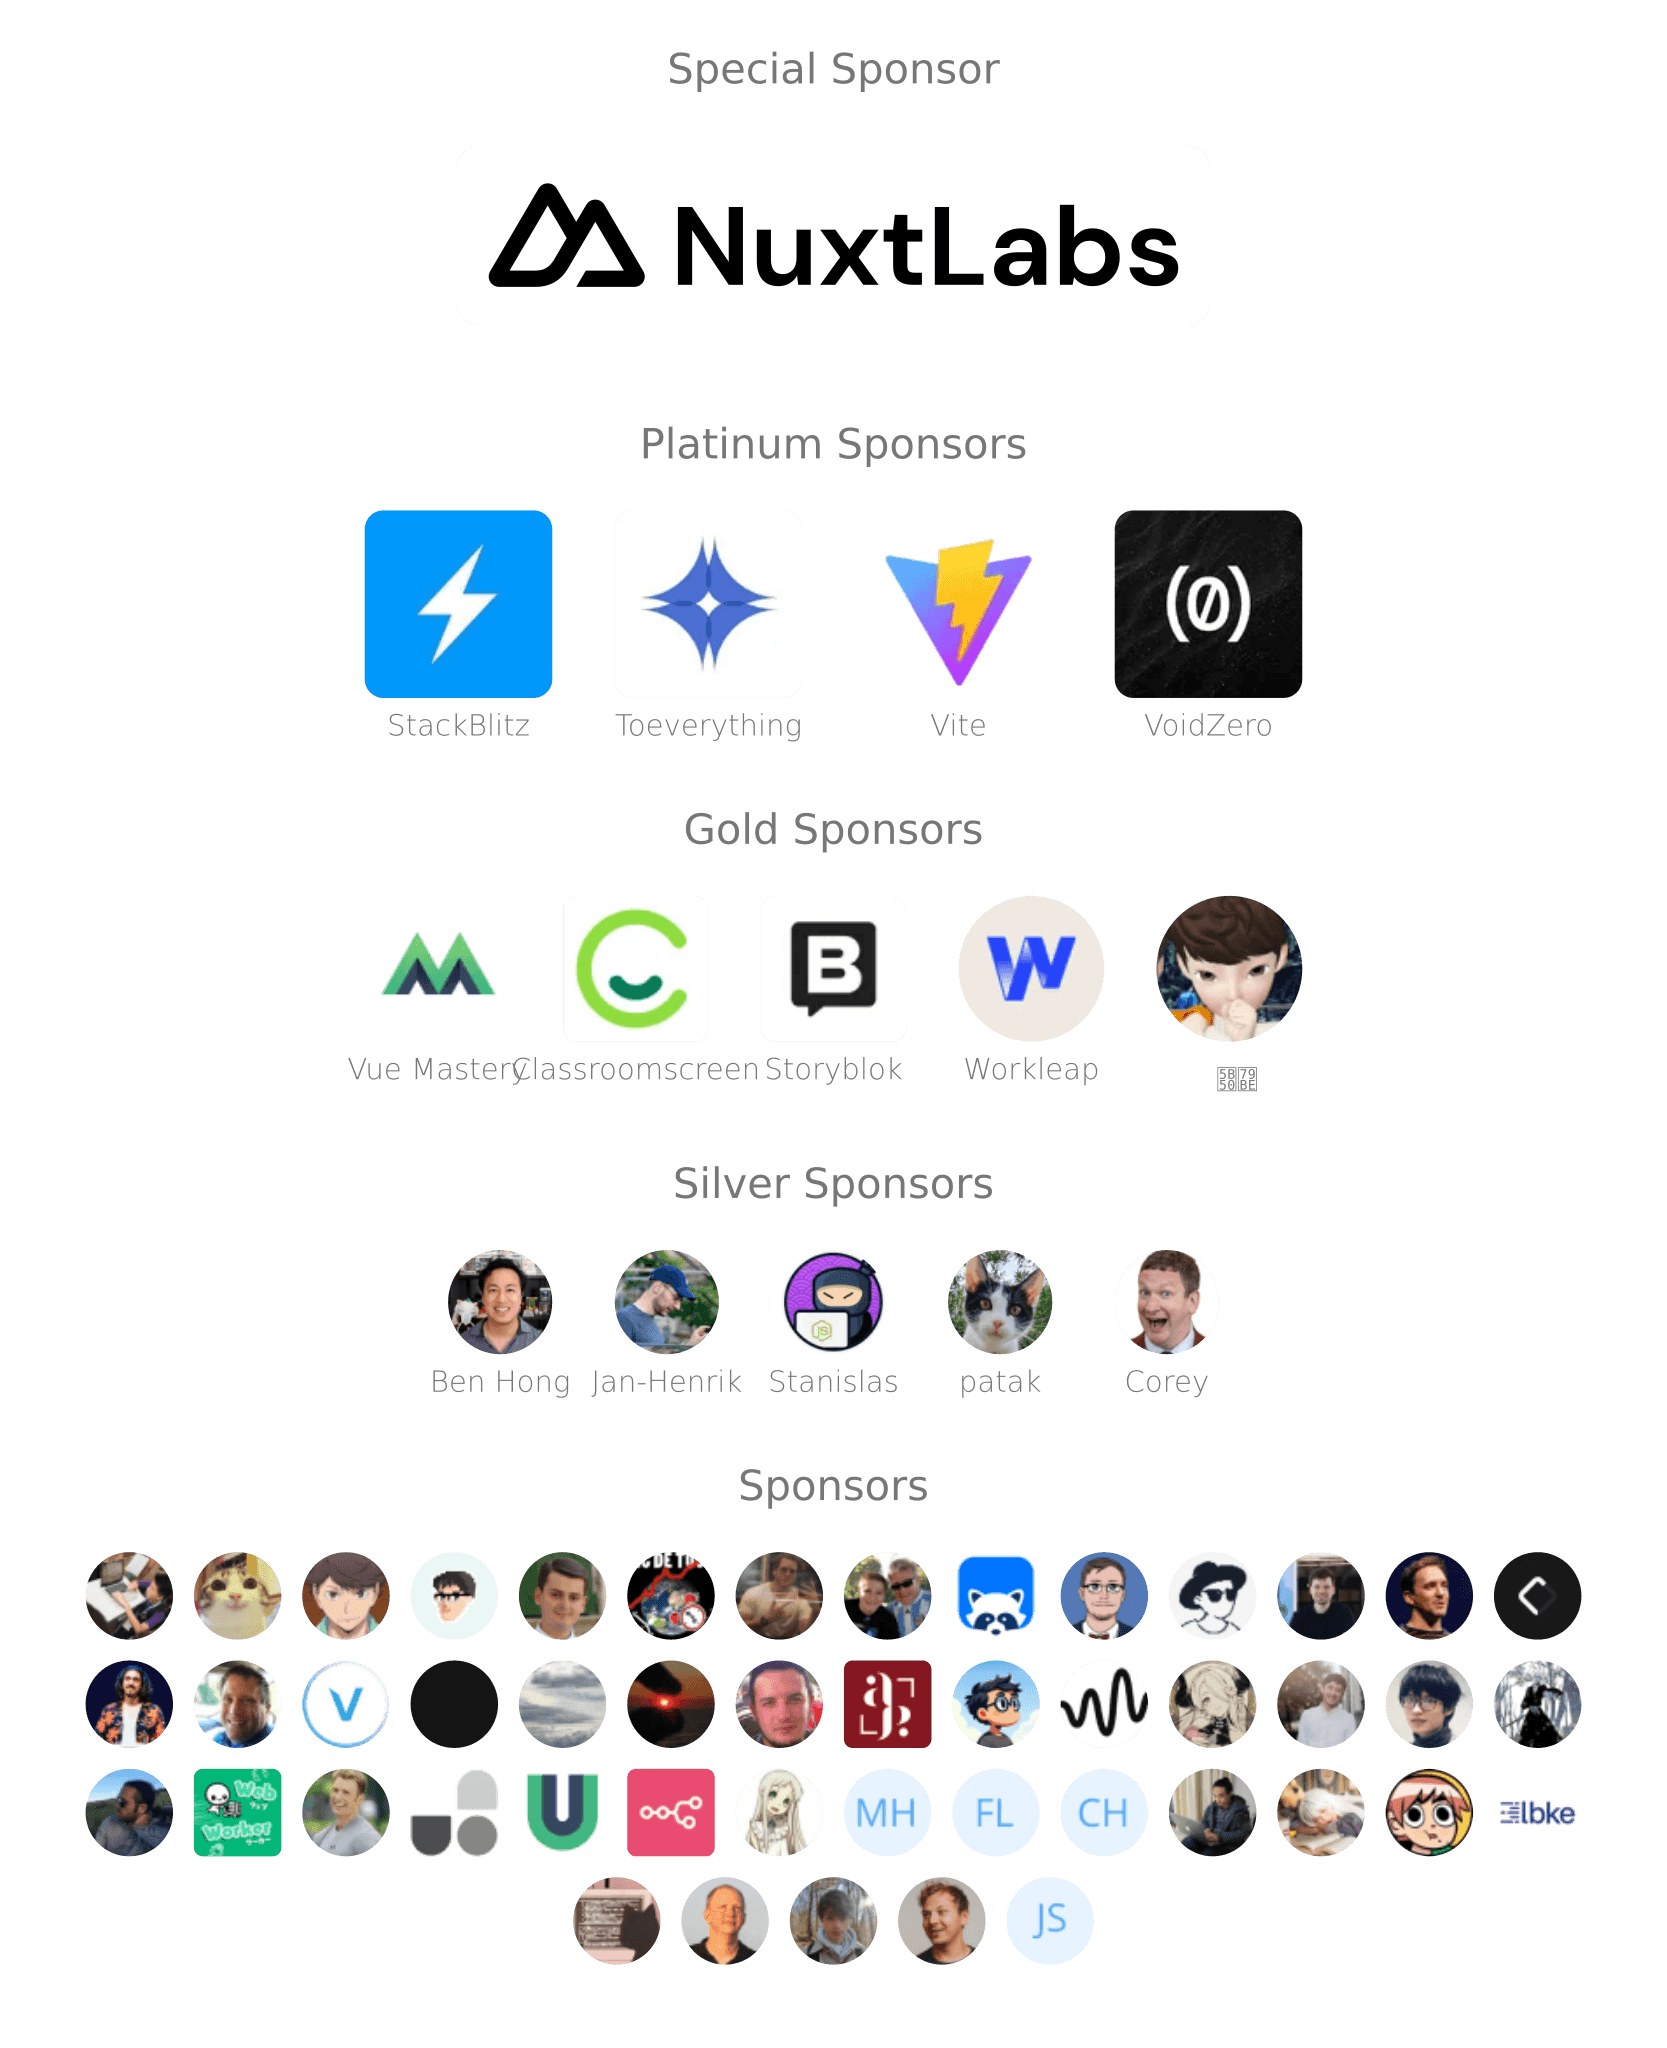 Special Sponsor
NuxtLabs
Platinum Sponsors
StackBlitz Toeverything Vite VoidZero
Gold Sponsors
Vue Mastery Classroomscreen Storyblok Workleap
Silver Sponsors
Ben Hong Jan-Henrik Stanislas patak Corey
Sponsors
V
Web
Worker
MH FL CH
lbke
JS